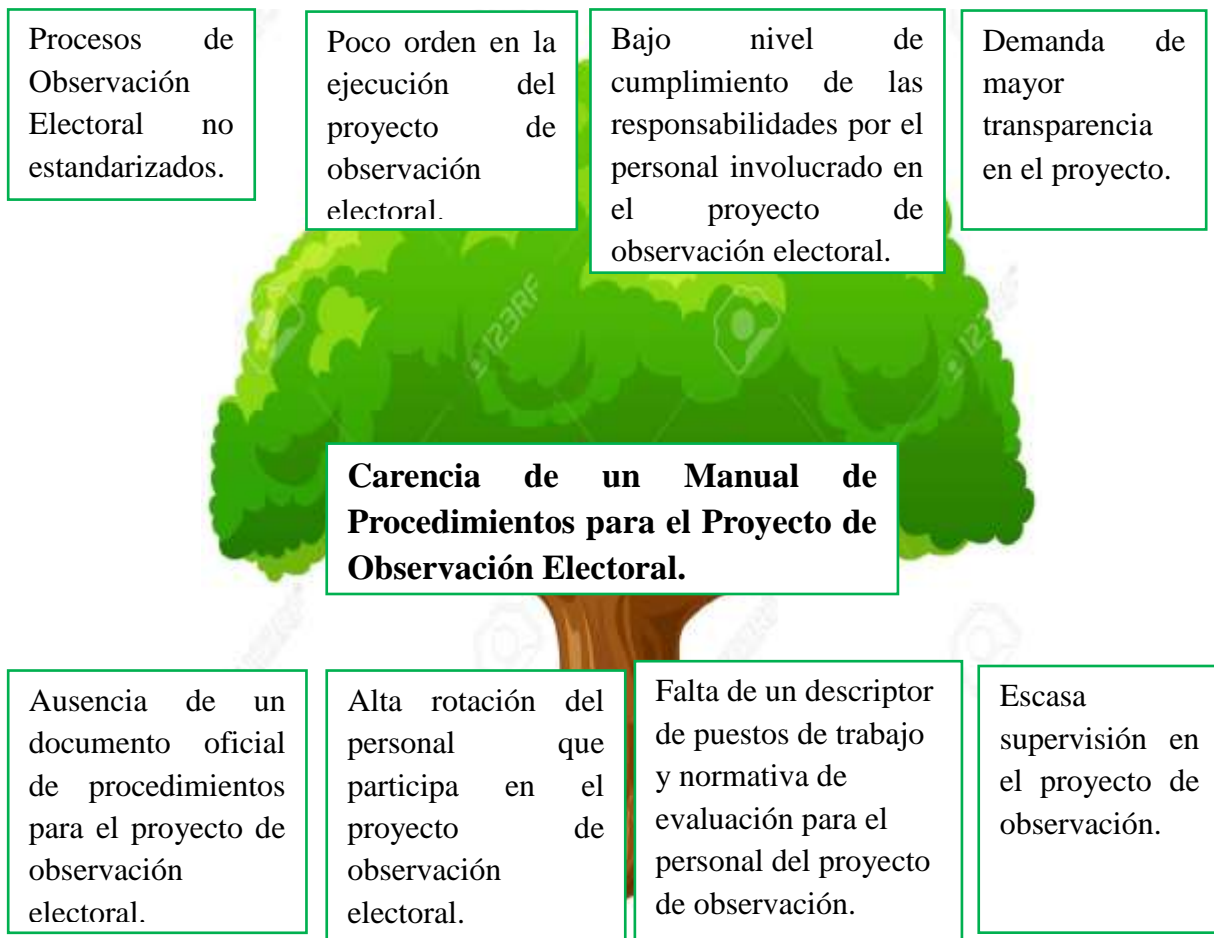 Procesos de
Observación
Electoral no
estandarizados.
Poco orden en la
ejecución del
proyecto de
observación
electoral.
Bajo nivel de
cumplimiento de las
responsabilidades por el
personal involucrado en
el proyecto de
observación electoral.
Demanda de
mayor
transparencia
en el proyecto.
123RF
Carencia de un Manual de
Procedimientos para el Proyecto de
Observación Electoral.
Ausencia de un
documento oficial
de procedimientos
para el proyecto de
observación
electoral.
Alta rotación del
personal que
participa en el
proyecto de
observación
electoral.
Falta de un descriptor
de puestos de trabajo
y normativa de
evaluación para el
personal del proyecto
de observación.
Escasa
supervisión en
el proyecto de
observación.